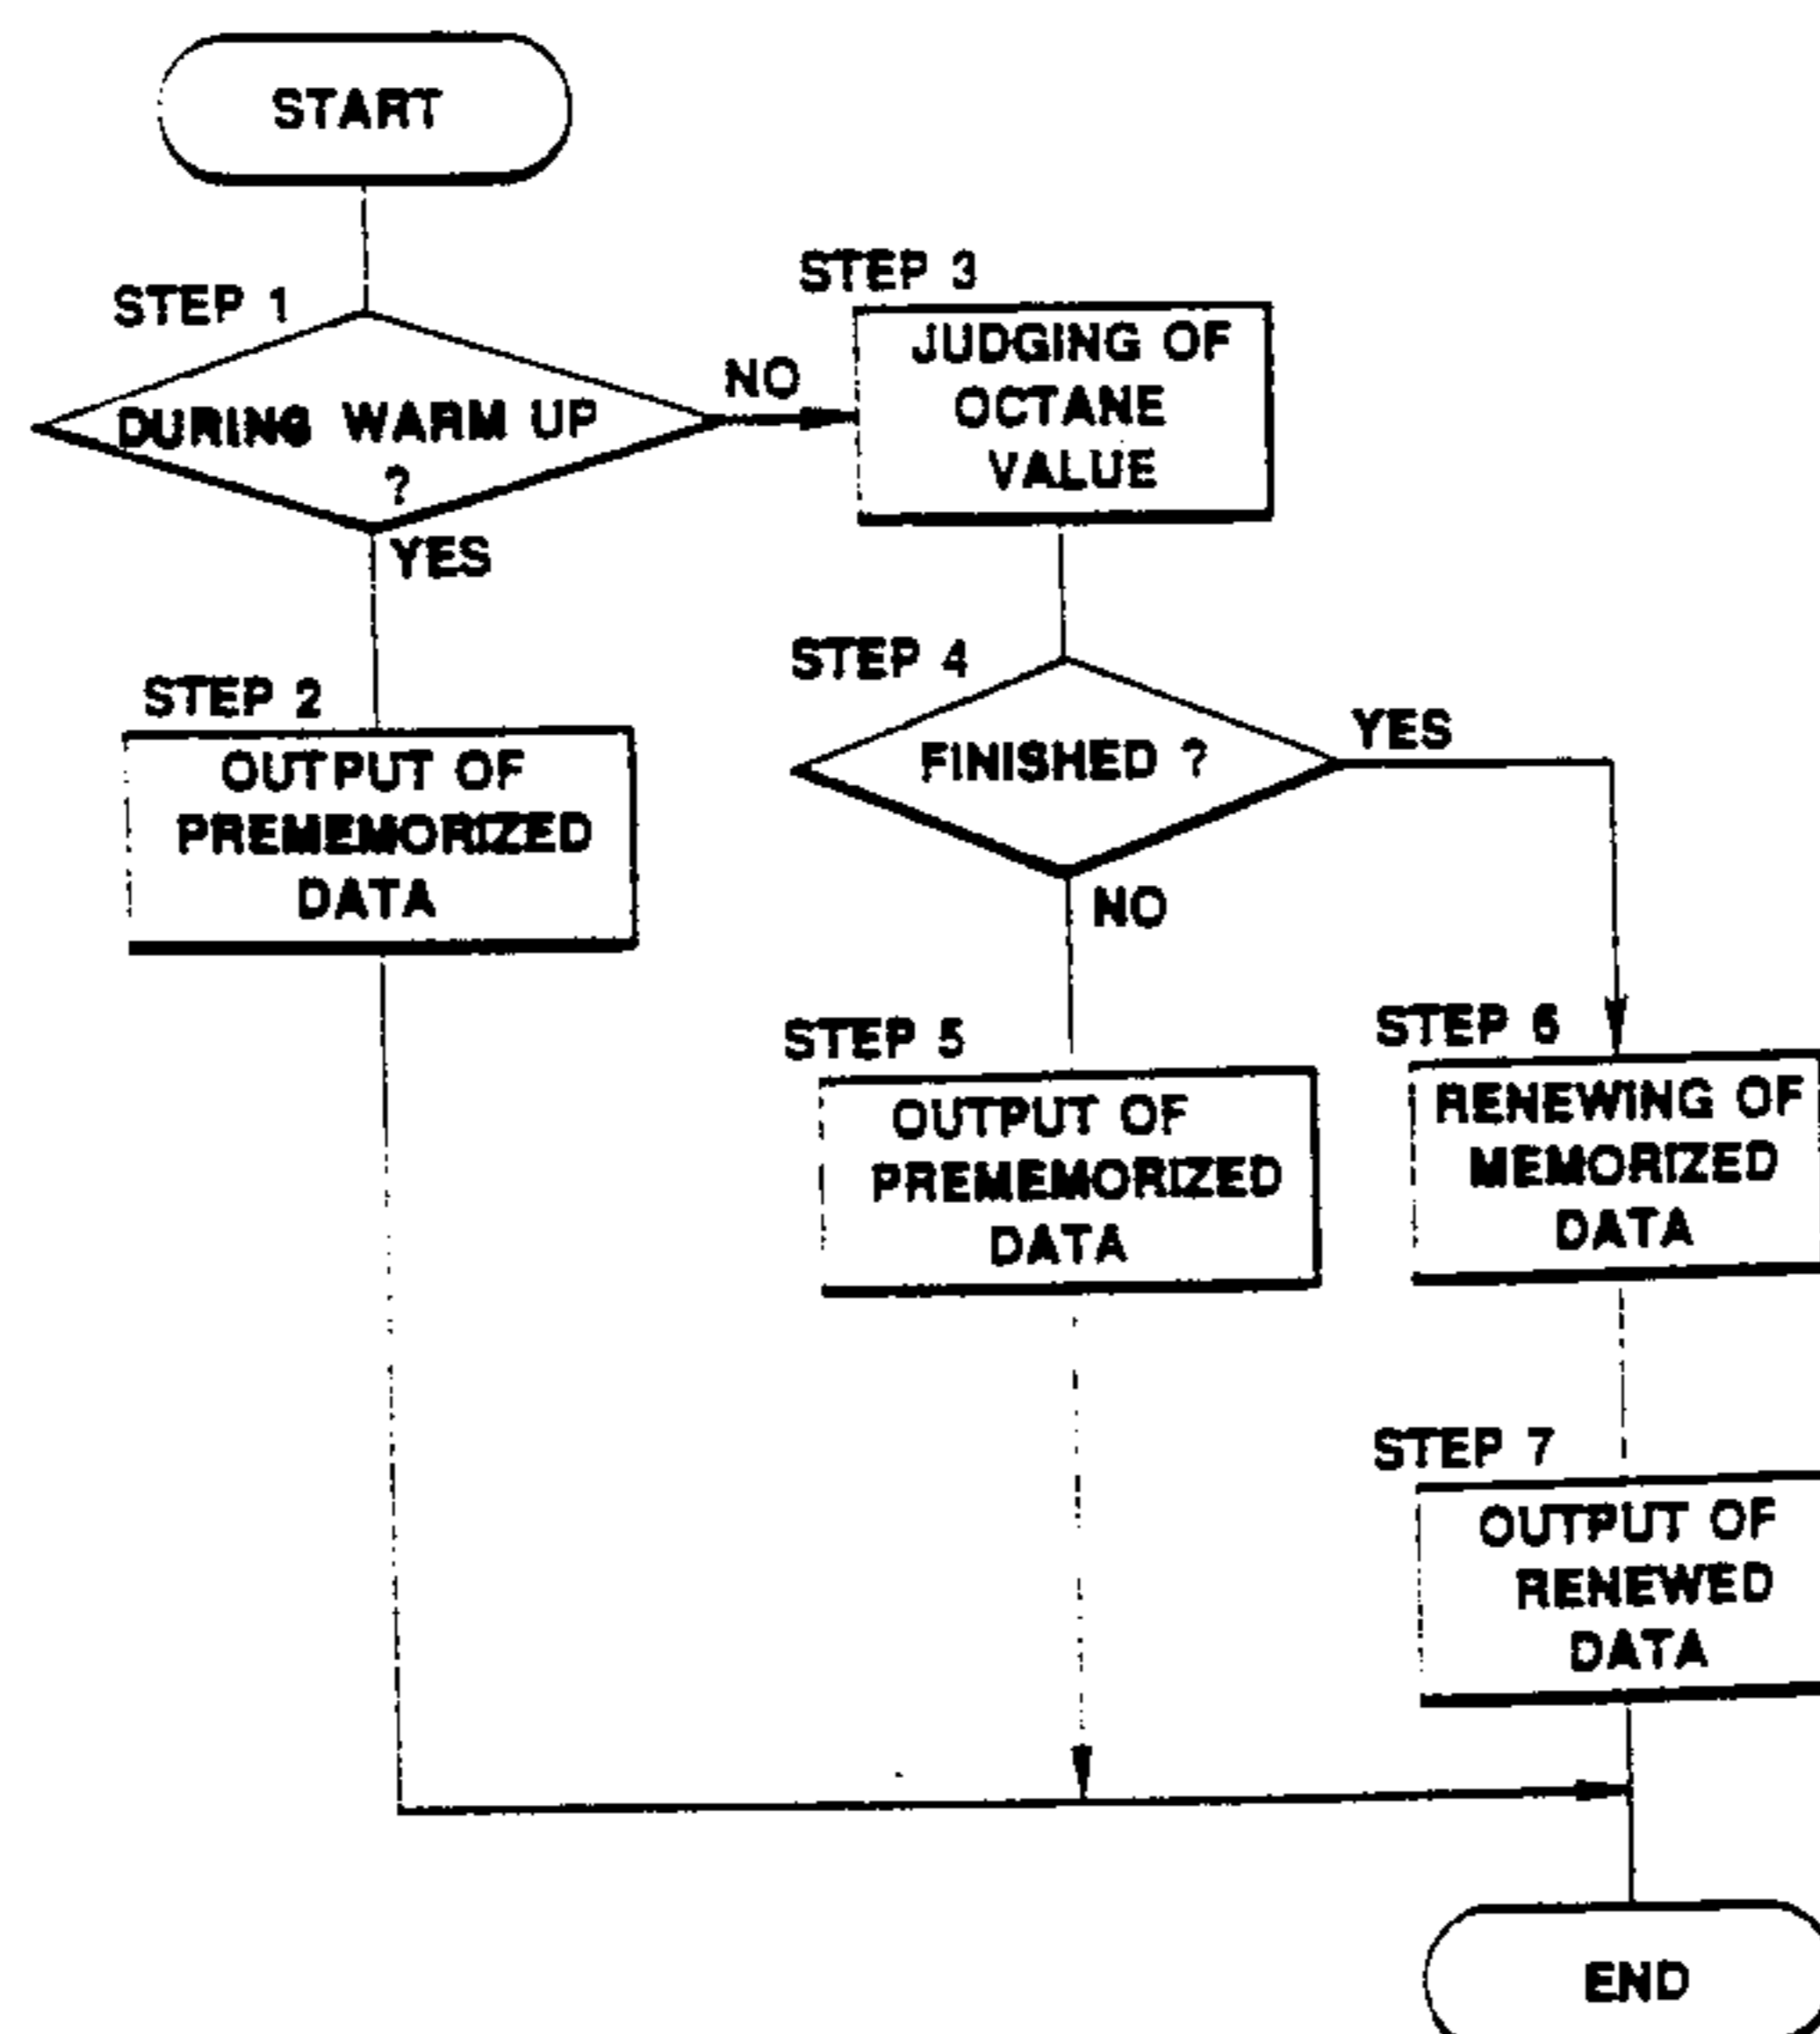 START
STEP 1
DURING WARM UP
?
NO
YES
STEP 2
OUTPUT OF
PREMEMORIZED
DATA
STEP 3
JUDGING OF
OCTANE
VALUE
STEP 4
FINISHED ?
YES
NO
STEP 5
OUTPUT OF
PREMEMORIZED
DATA
STEP 6
RENEWING OF
MEMORIZED
DATA
STEP 7
OUTPUT OF
RENEWED
DATA
END